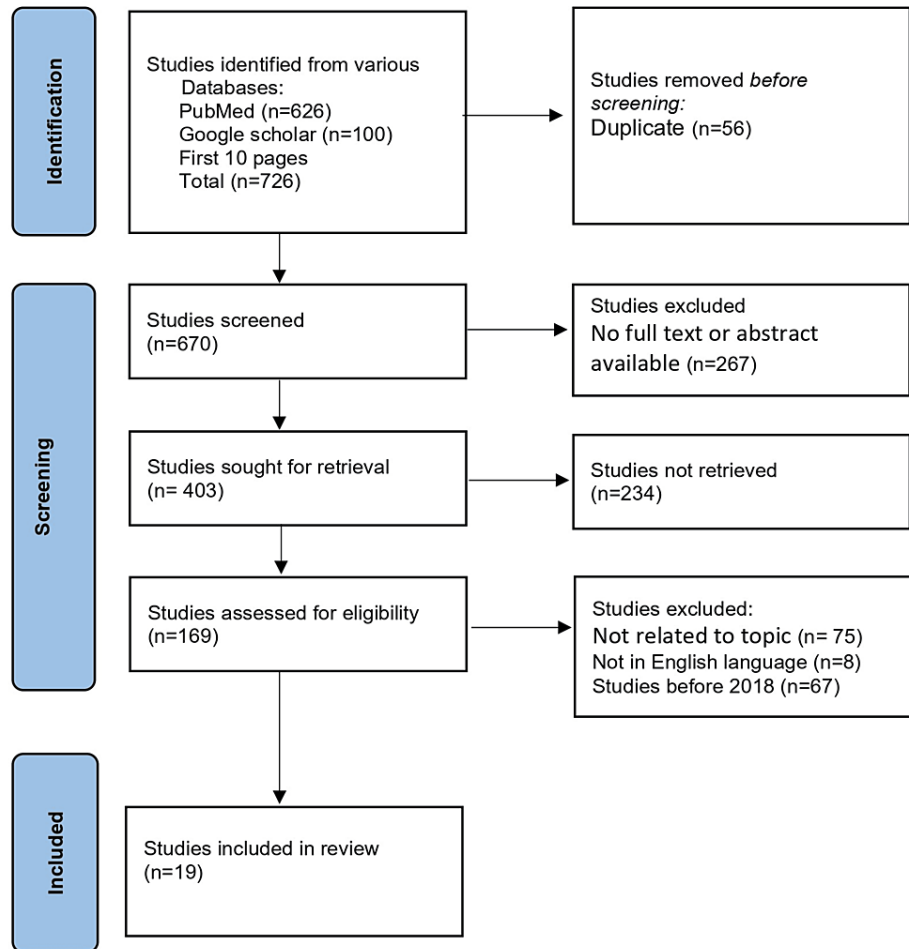 Identification
Studies identified from various
Databases:
PubMed (n=626)
Google scholar (n=100)
First 10 pages
Total (n=726)
Studies removed before
screening:
Duplicate (n=56)
Screening
Studies screened
(n=670)
Studies excluded
No full text or abstract
available (n=267)
Studies sought for retrieval
(n= 403)
Studies not retrieved
(n=234)
Studies assessed for eligibility
(n=169)
Studies excluded:
Not related to topic (n= 75)
Not in English language (n=8)
Studies before 2018 (n=67)
Included
Studies included in review
(n=19)